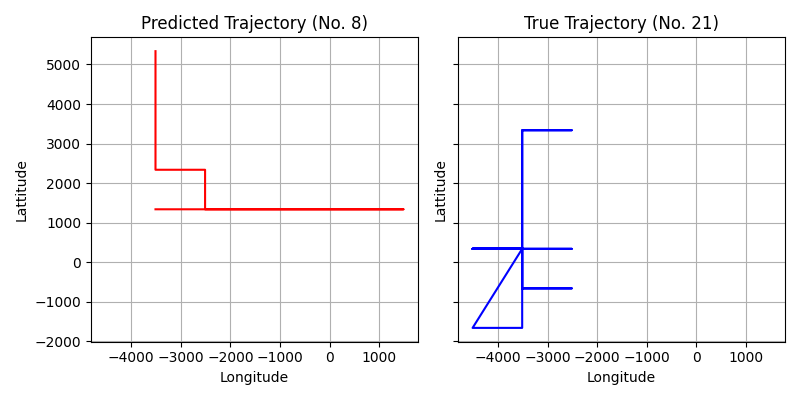 Predicted Trajectory (No. 8)
5000
4000
3000
2000
1000
0
−1000
−2000
Lattitude
−4000 −3000 −2000 −1000 0 1000
Longitude
True Trajectory (No. 21)
Lattitude
−4000 −3000 −2000 −1000 0 1000
Longitude